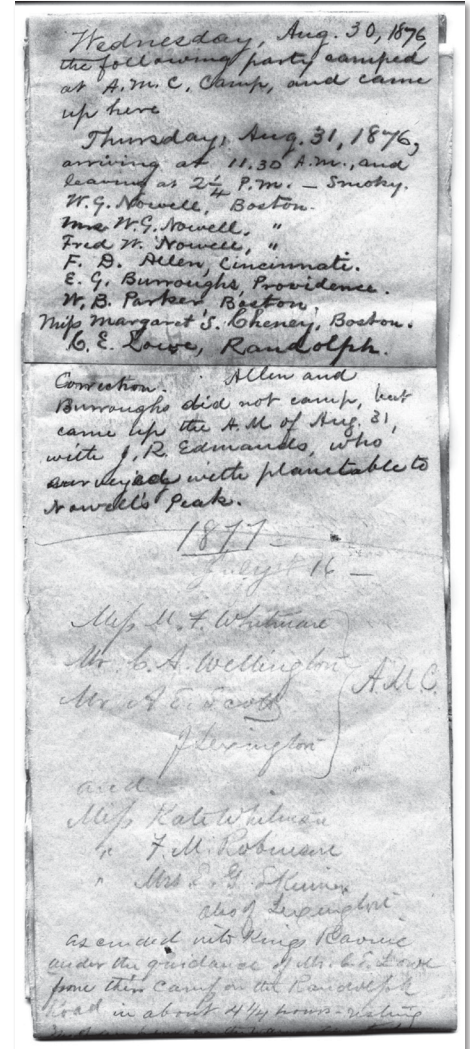 Wednesday, Aug. 30, 1876,
the following party camped
at A.M.C. Camp, and came
up here
Thursday, Aug. 31, 1876,
arriving at 11.30 A.M., and
leaving at 2¼ P.M. — Smoky.
W. G. Nowell, Boston.
Mrs W. G. Nowell, "
Fred W. Nowell, "
F. D. Allen, Cincinnati.
E. G. Burroughs, Providence.
W. B. Parker, Boston,
Miss Margaret S. Cheney, Boston.
C. E. Lowe, Randolph.
Correction. Allen and
Burroughs did not camp, but
came up the A.M of Aug. 31,
with J. R. Edmands, who
surveyed with planetable to
Nowell's Peak.
1877 —
July 16 —
Miss M. F. Whitman
Mr. C. A. Wellington
Mr A E. Scott
A.M.C.
of Lexington
and
Miss Kate Whitman
" F. M. Robinson
" Mrs E. G.
also of Lexington
ascended into Kings Ravine
under the guidance of Mr. C. E. Lowe
from their Camp on the Randolph
road in about 4¼ hours - resting